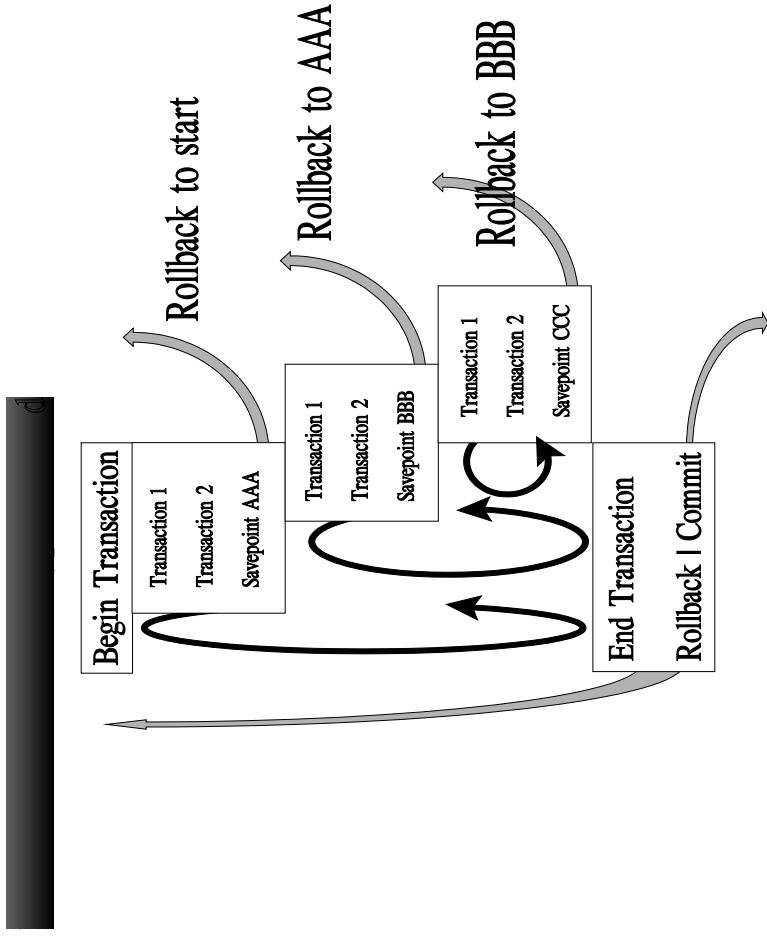 Begin Transaction
Transaction 1
Transaction 2
Savepoint AAA
Rollback to start
Transaction 1
Transaction 2
Savepoint BBB
Rollback to AAA
Transaction 1
Transaction 2
Savepoint CCC
Rollback to BBB
End Transaction
Rollback | Commit